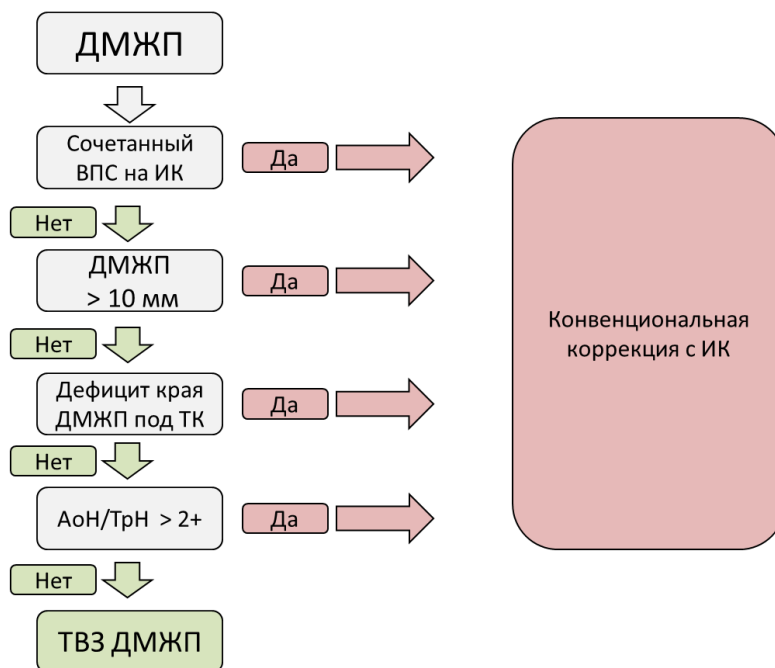 ДМЖП
Сочетанный
ВПС на ИК
Да
Нет
ДМЖП
> 10 мм
Да
Конвенциональная
коррекция с ИК
Нет
Дефицит края
ДМЖП под ТК
Да
Нет
АоН/ТрН > 2+
Да
Нет
ТВЗ ДМЖП